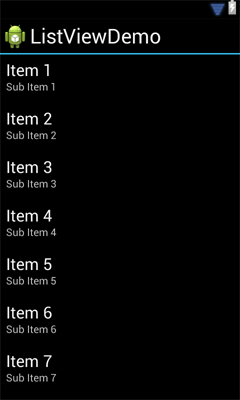 ListViewDemo
Item 1
Sub Item 1
Item 2
Sub Item 2
Item 3
Sub Item 3
Item 4
Sub Item 4
Item 5
Sub Item 5
Item 6
Sub Item 6
Item 7
Sub Item 7